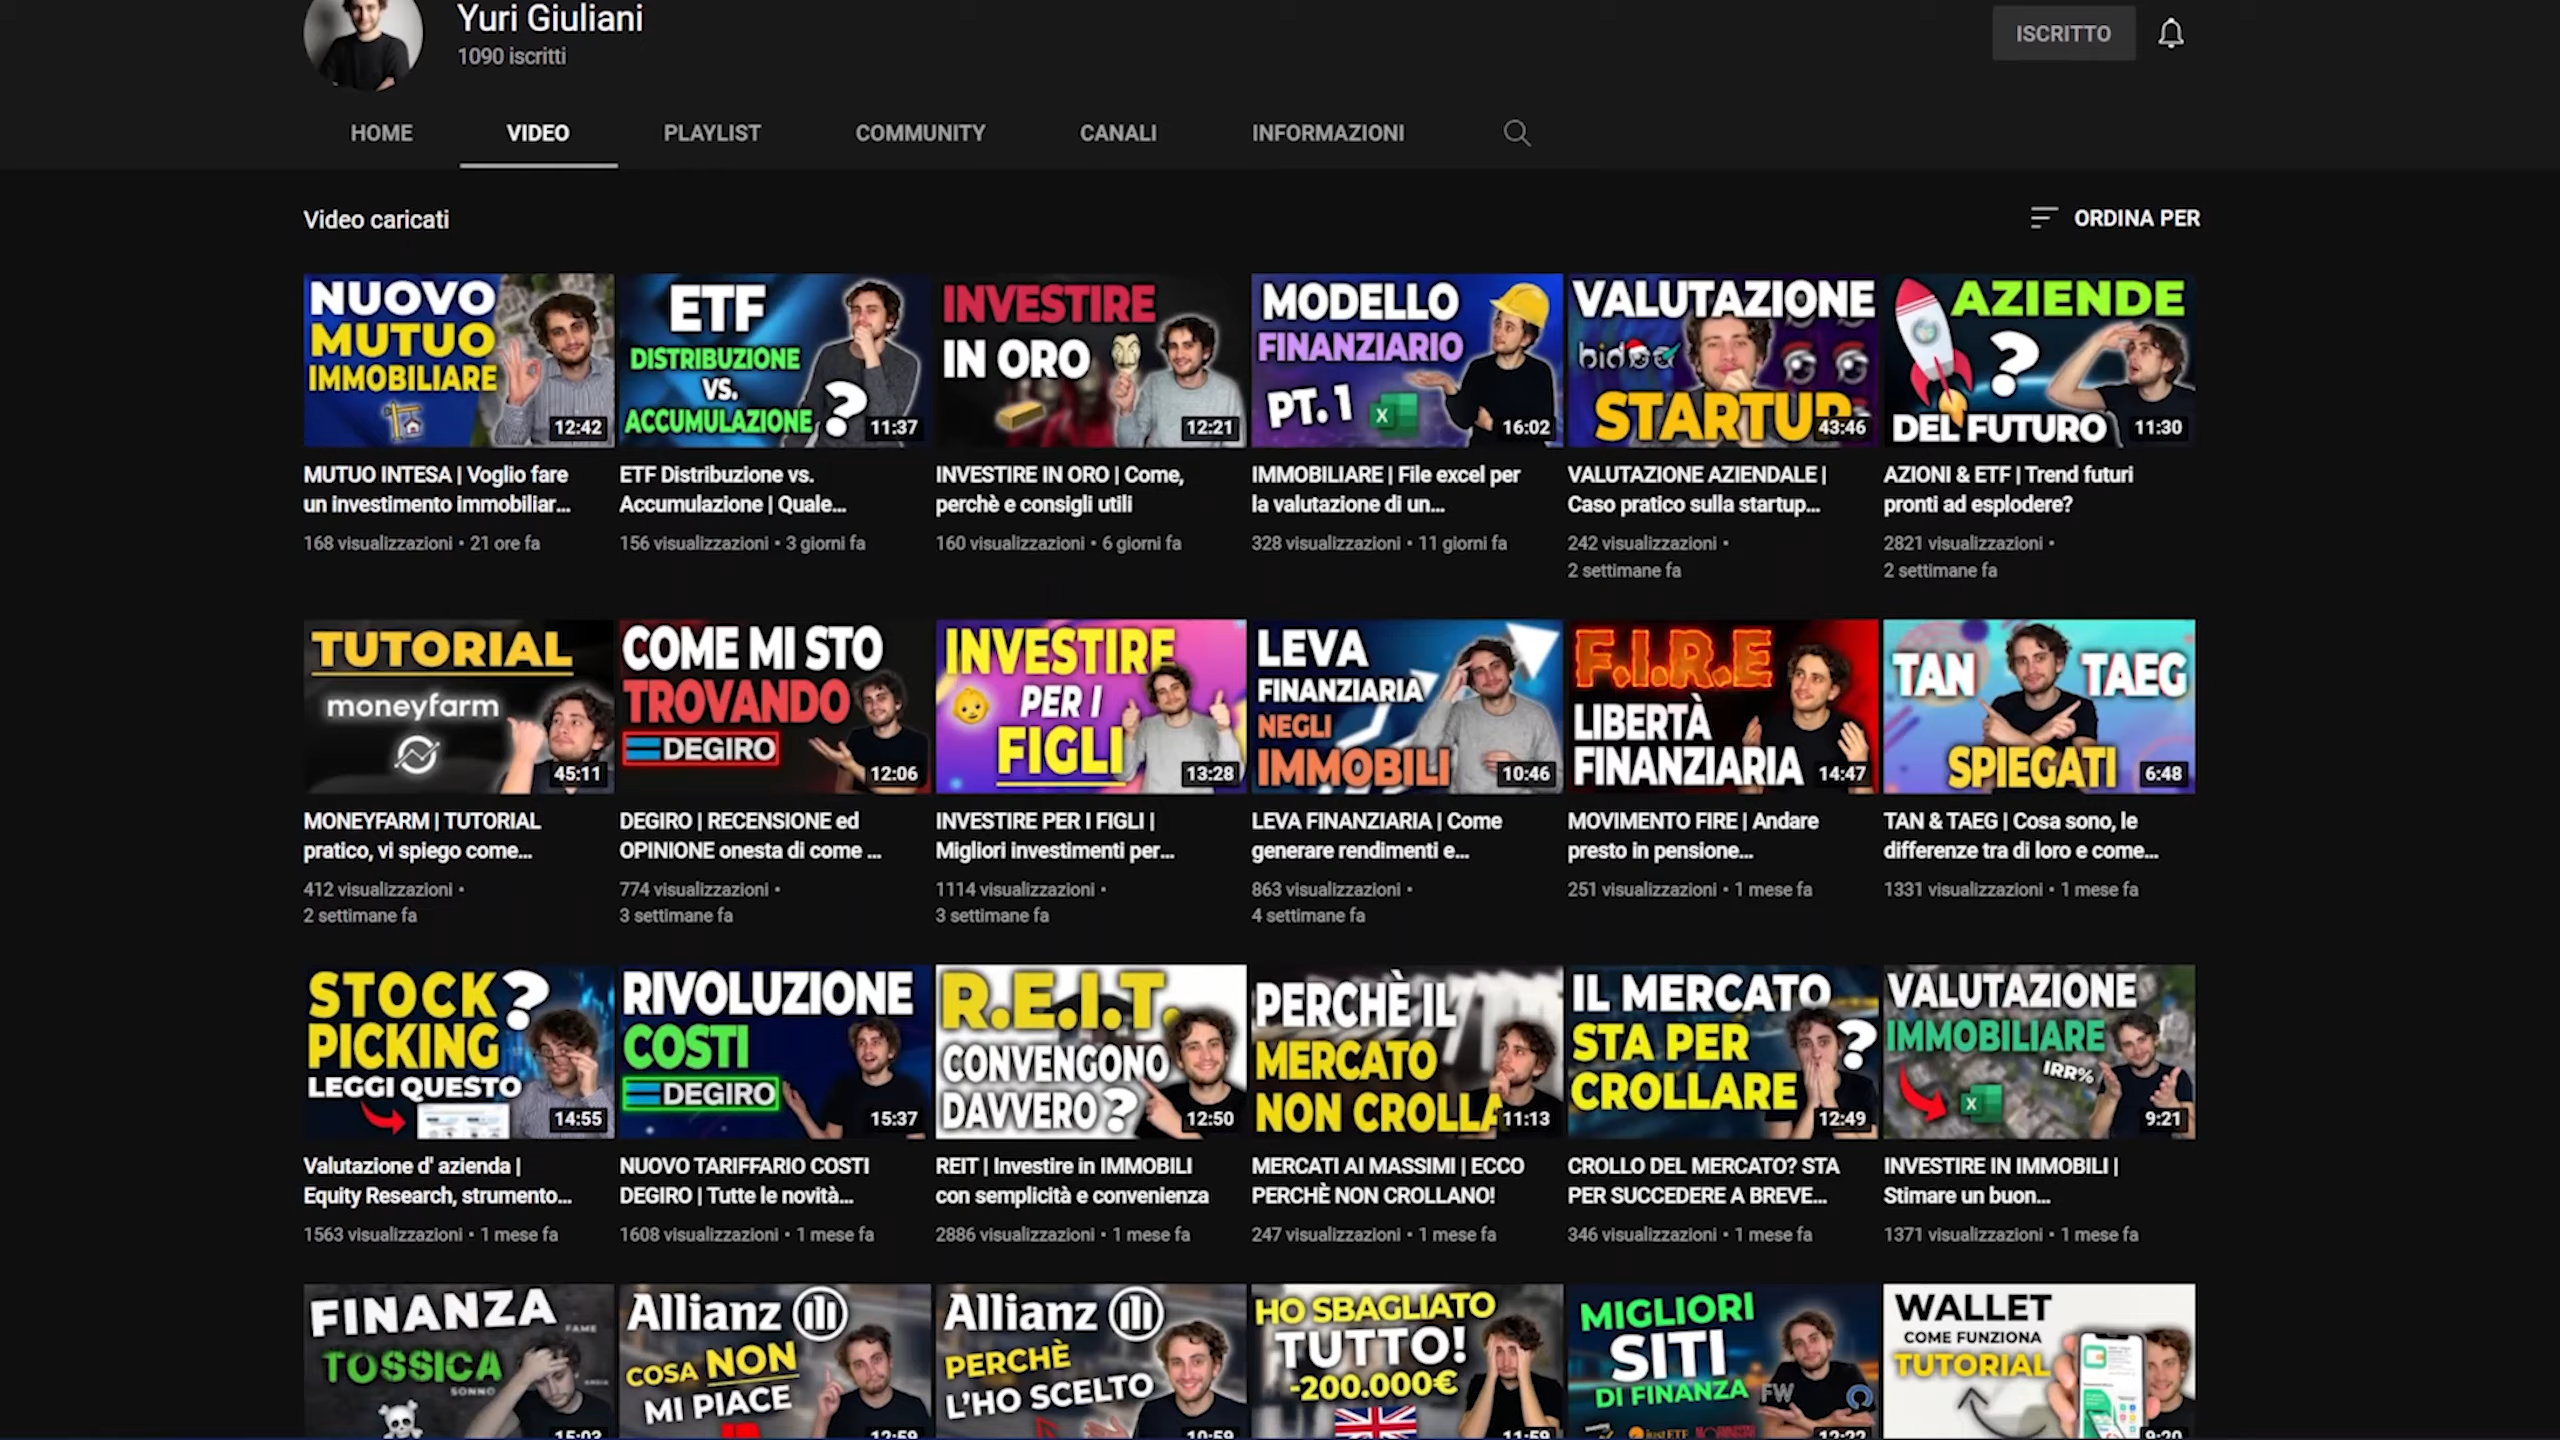 Yuri Giuliani
1090 iscritti
ISCRITTO
HOME
VIDEO
PLAYLIST
COMMUNITY
CANALI
INFORMAZIONI
Video caricati
ORDINA PER
NUOVO
MUTUO
IMMOBILIARE
12:42
MUTUO INTESA | Voglio fare
un investimento immobiliar...
168 visualizzazioni • 21 ore fa
ETF
DISTRIBUZIONE
VS.
ACCUMULAZIONE
?
11:37
ETF Distribuzione vs.
Accumulazione | Quale...
156 visualizzazioni • 3 giorni fa
INVESTIRE
IN ORO
12:21
INVESTIRE IN ORO | Come,
perchè e consigli utili
160 visualizzazioni • 6 giorni fa
MODELLO
FINANZIARIO
PT. 1
X
16:02
IMMOBILIARE | File excel per
la valutazione di un...
328 visualizzazioni • 11 giorni fa
VALUTAZIONE
bidoo
STARTUP
43:46
VALUTAZIONE AZIENDALE |
Caso pratico sulla startup...
242 visualizzazioni •
2 settimane fa
AZIENDE
?
DEL FUTURO
11:30
AZIONI & ETF | Trend futuri
pronti ad esplodere?
2821 visualizzazioni •
2 settimane fa
TUTORIAL
moneyfarm
45:11
MONEYFARM | TUTORIAL
pratico, vi spiego come...
412 visualizzazioni •
2 settimane fa
COME MI STO
TROVANDO
DEGIRO
12:06
DEGIRO | RECENSIONE ed
OPINIONE onesta di come ...
774 visualizzazioni •
3 settimane fa
INVESTIRE
PER I
FIGLI
13:28
INVESTIRE PER I FIGLI |
Migliori investimenti per...
1114 visualizzazioni •
3 settimane fa
LEVA
FINANZIARIA
NEGLI
IMMOBILI
10:46
LEVA FINANZIARIA | Come
generare rendimenti e...
863 visualizzazioni •
4 settimane fa
F.I.R.E
LIBERTÀ
FINANZIARIA
14:47
MOVIMENTO FIRE | Andare
presto in pensione...
251 visualizzazioni • 1 mese fa
TAN TAEG
SPIEGATI
6:48
TAN & TAEG | Cosa sono, le
differenze tra di loro e come...
1331 visualizzazioni • 1 mese fa
STOCK
PICKING
?
LEGGI QUESTO
14:55
Valutazione d' azienda |
Equity Research, strumento...
1563 visualizzazioni • 1 mese fa
RIVOLUZIONE
COSTI
DEGIRO
15:37
NUOVO TARIFFARIO COSTI
DEGIRO | Tutte le novità...
1608 visualizzazioni • 1 mese fa
R.E.I.T.
CONVENGONO
DAVVERO ?
12:50
REIT | Investire in IMMOBILI
con semplicità e convenienza
2886 visualizzazioni • 1 mese fa
PERCHÈ IL
MERCATO
NON CROLLA
11:13
MERCATI AI MASSIMI | ECCO
PERCHÈ NON CROLLANO!
247 visualizzazioni • 1 mese fa
IL MERCATO
STA PER
CROLLARE
?
12:49
CROLLO DEL MERCATO? STA
PER SUCCEDERE A BREVE...
346 visualizzazioni • 1 mese fa
VALUTAZIONE
IMMOBILIARE
IRR%
X
9:21
INVESTIRE IN IMMOBILI |
Stimare un buon...
1371 visualizzazioni • 1 mese fa
FINANZA
FAME
TOSSICA
SONNO
15:03
Allianz
COSA NON
MI PIACE
12:59
Allianz
PERCHÈ
L'HO SCELTO
10:59
HO SBAGLIATO
TUTTO!
-200.000€
11:59
MIGLIORI
SITI
DI FINANZA
FW
justETF
12:22
WALLET
COME FUNZIONA
TUTORIAL
9:20